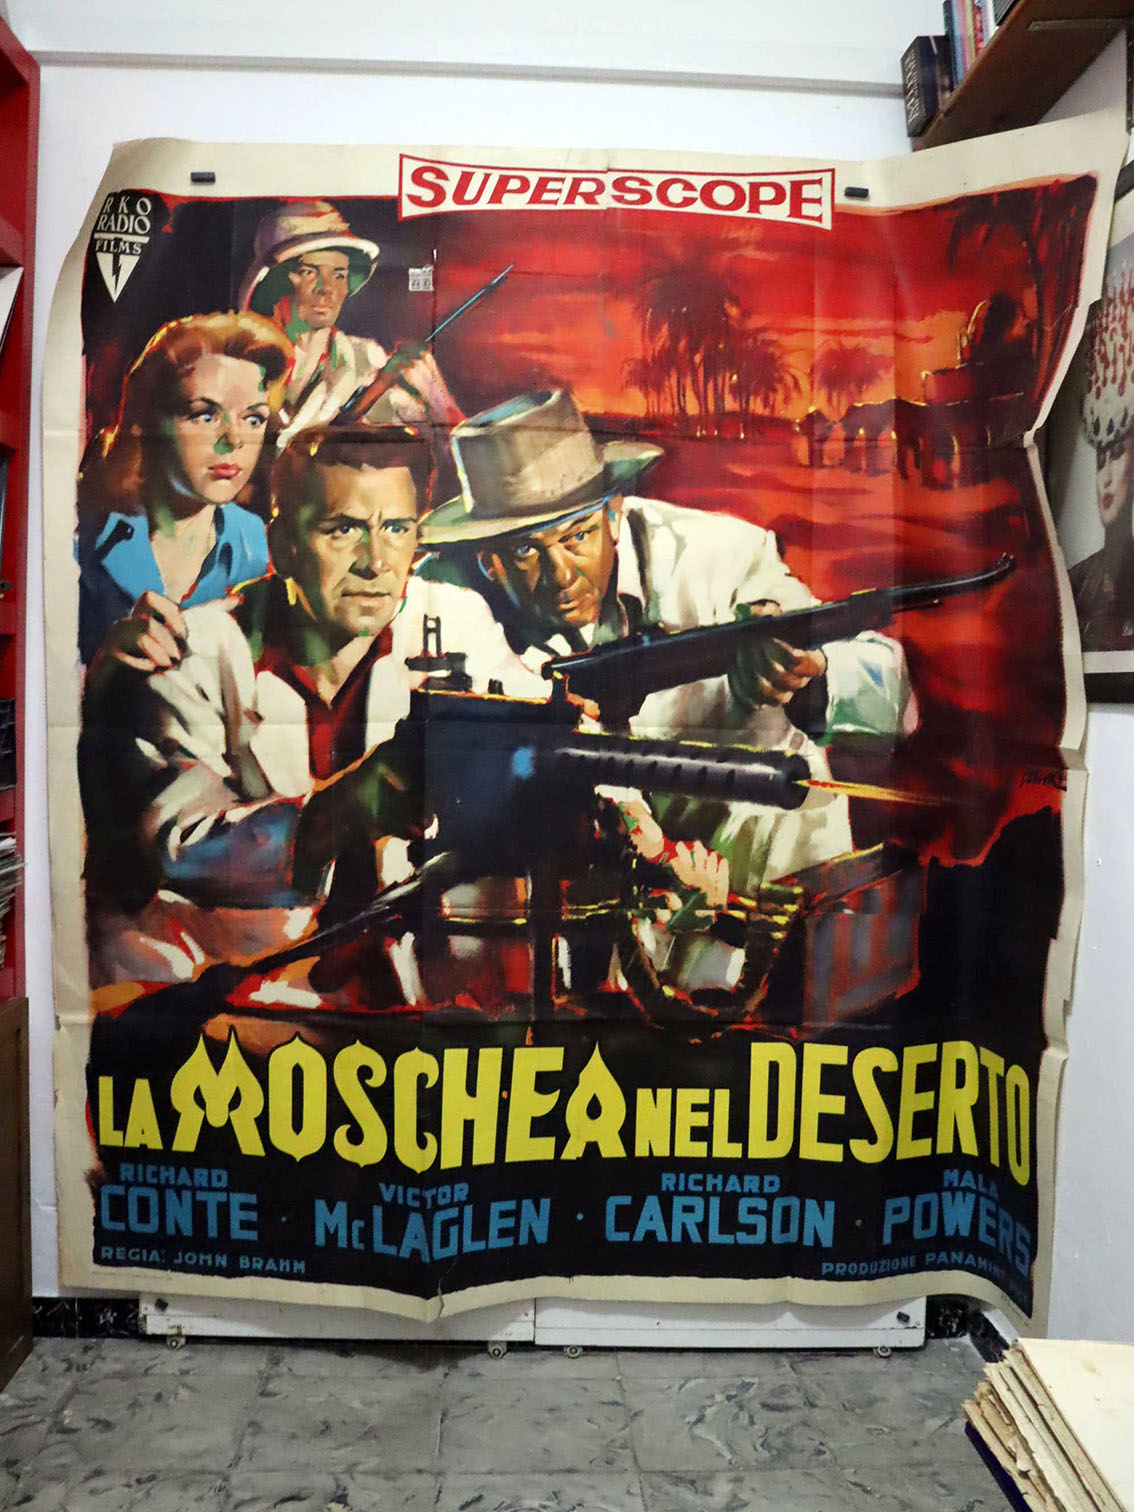 SUPERSCOPE
RKO
RADIO
FILMS
LA MOSCHEA NEL DESERTO
RICHARD CONTE · VICTOR McLAGLEN · RICHARD CARLSON · MALA POWERS
REGIA: JOHN BRAHM
PRODUZIONE